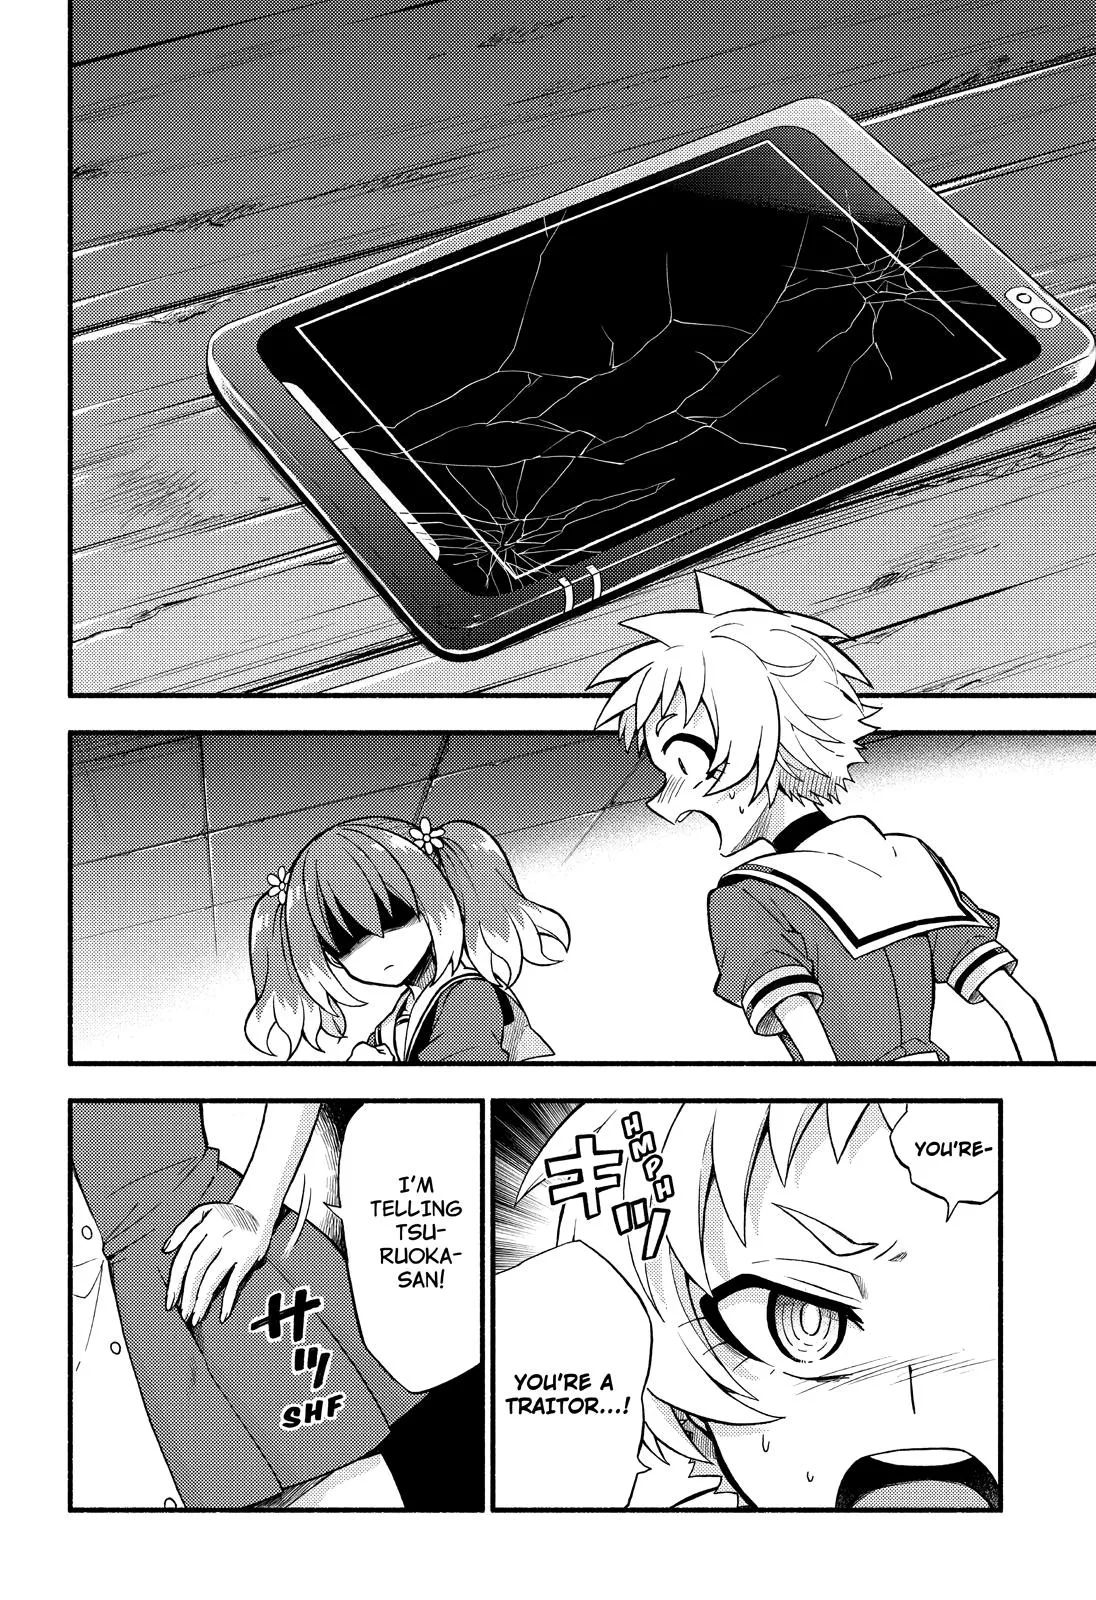 YOU'RE-
HMPH
キッ
YOU'RE A
TRAITOR...!
I'M
TELLING
TSU-
RUOKA-
SAN!
サッ
SHF